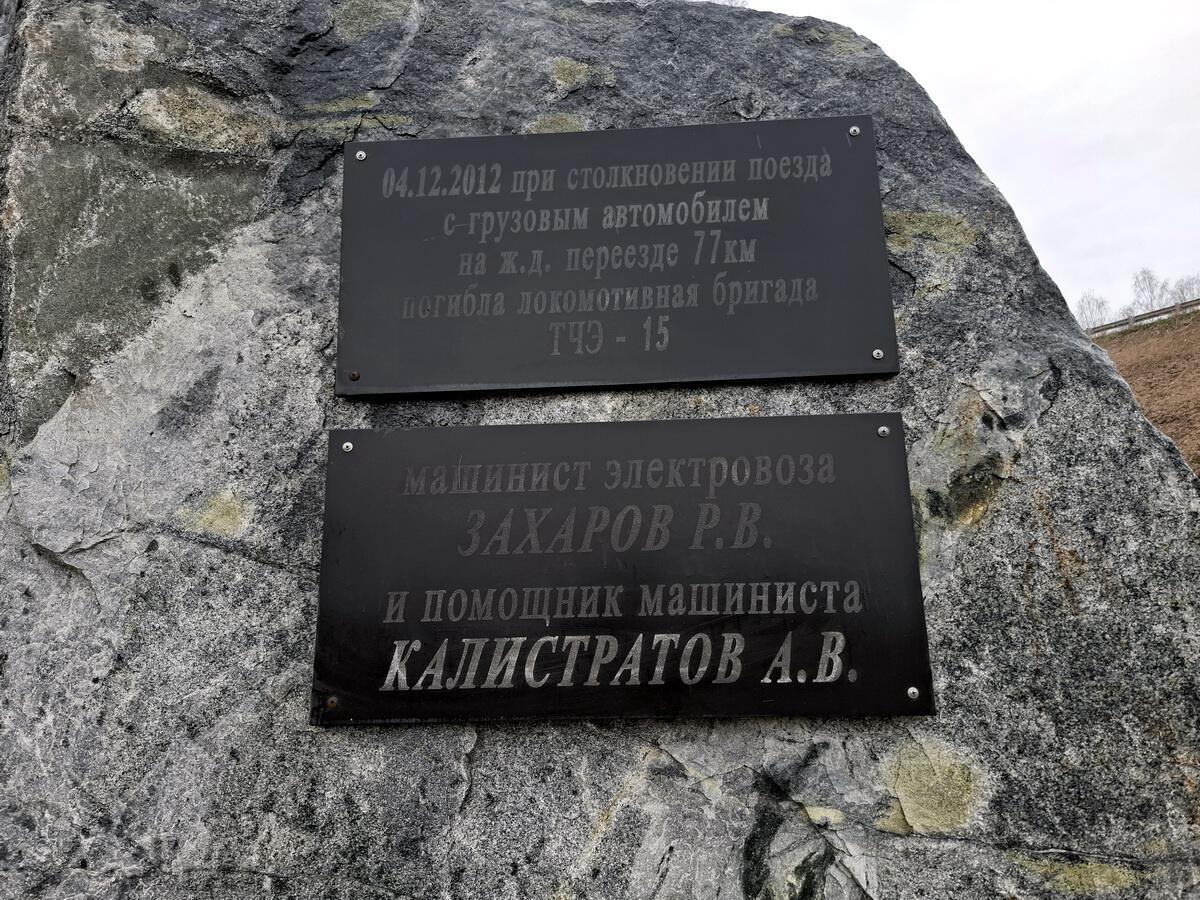 04.12.2012 при столкновении поезда
с грузовым автомобилем
на ж.д. переезде 77км
погибла локомотивная бригада
ТЧЭ - 15
машинист электровоза
ЗАХАРОВ Р.В.
и помощник машиниста
КАЛИСТРАТОВ А.В.